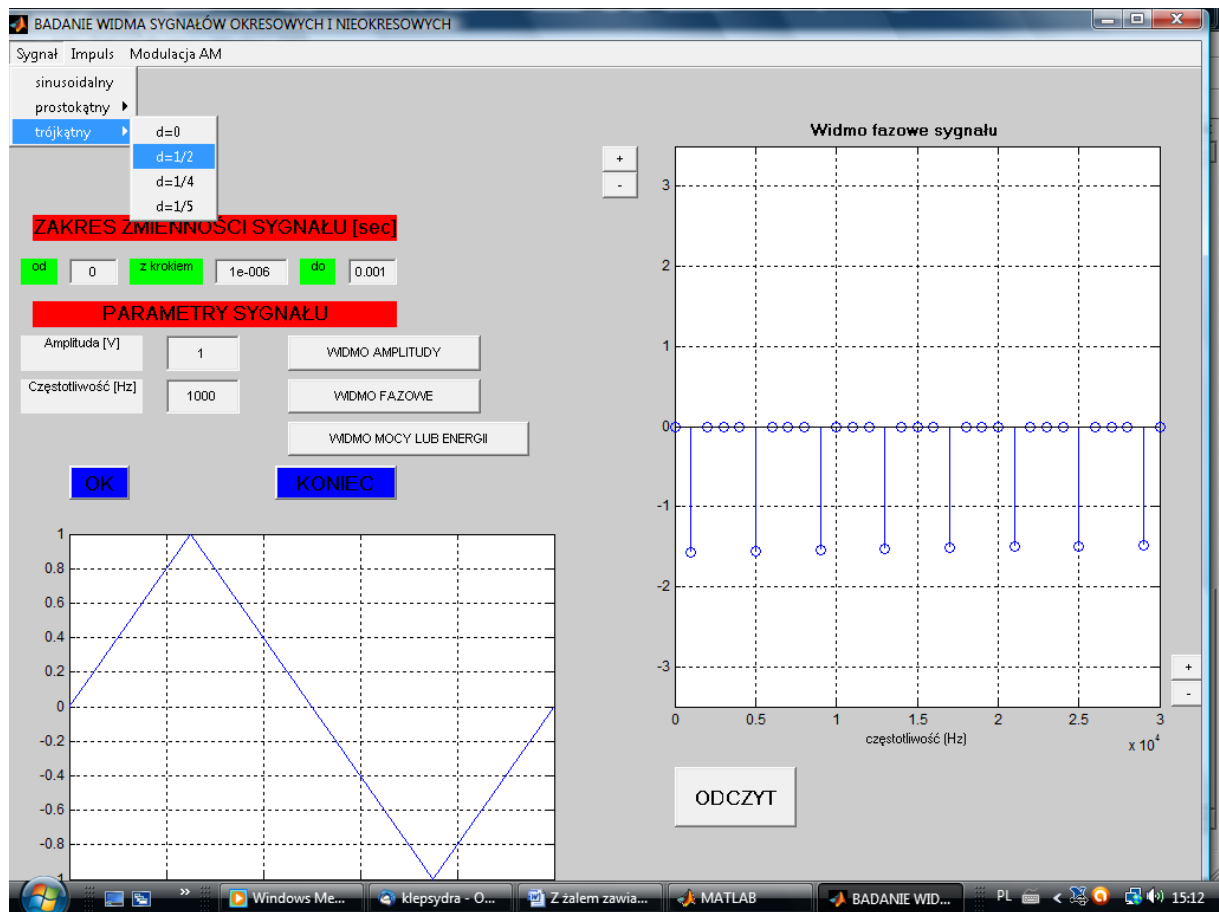 BADANIE WIDMA SYGNAŁÓW OKRESOWYCH I NIEOKRESOWYCH
Sygnał Impuls Modulacja AM
sinusoidalny
prostokątny
trójkątny
d=0
d=1/2
d=1/4
d=1/5
ZAKRES ZMIENNOŚCI SYGNAŁU [sec]
od 0 z krokiem 1e-006 do 0.001
PARAMETRY SYGNAŁU
Amplituda [V] 1 WIDMO AMPLITUDY
Częstotliwość [Hz] 1000 WIDMO FAZOWE
WIDMO MOCY LUB ENERGII
OK KONIEC
1
0.8
0.6
0.4
0.2
0
-0.2
-0.4
-0.6
-0.8
-1
Widmo fazowe sygnału
+
-
3
2
1
0
-1
-2
-3
+
-
0 0.5 1 1.5 2 2.5 3
częstotliwość (Hz)
x 10^4
ODCZYT
» Windows Me... klepsydra - O... Z żalem zawia... MATLAB BADANIE WID... PL < 15:12